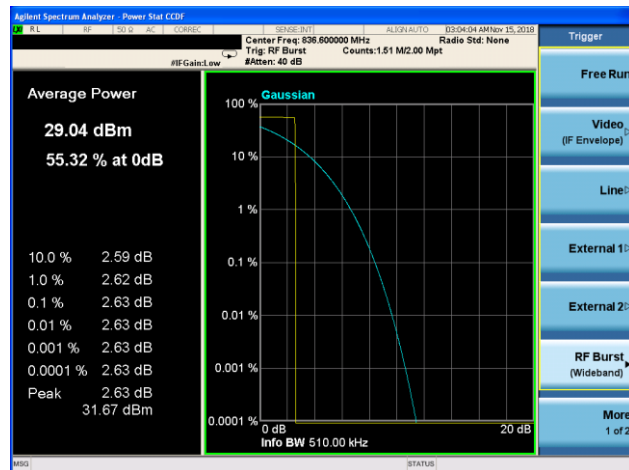 Agilent Spectrum Analyzer - Power Stat CCDF
RL RF 50 Ω AC CORREC SENSE:INT ALIGNAUTO 03:04:04 AM Nov 15, 2018
Center Freq: 836.600000 MHz Radio Std: None
Trig: RF Burst Counts:1.51 M/2.00 Mpt
#IFGain:Low #Atten: 40 dB
Average Power
29.04 dBm
55.32 % at 0dB
10.0 % 2.59 dB
1.0 % 2.62 dB
0.1 % 2.63 dB
0.01 % 2.63 dB
0.001 % 2.63 dB
0.0001 % 2.63 dB
Peak 2.63 dB
31.67 dBm
Gaussian
100 %
10 %
1 %
0.1 %
0.01 %
0.001 %
0.0001 %
0 dB 20 dB
Info BW 510.00 kHz
Trigger
Free Run
Video
(IF Envelope)
Line
External 1
External 2
RF Burst
(Wideband)
More
1 of 2
MSG STATUS